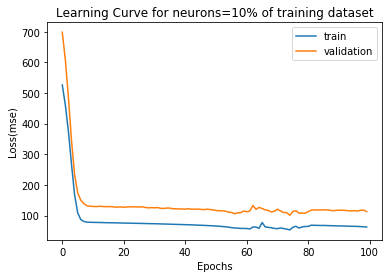 Learning Curve for neurons=10% of training dataset
train
validation
Loss(mse)
700
600
500
400
300
200
100
0
20
40
60
80
100
Epochs